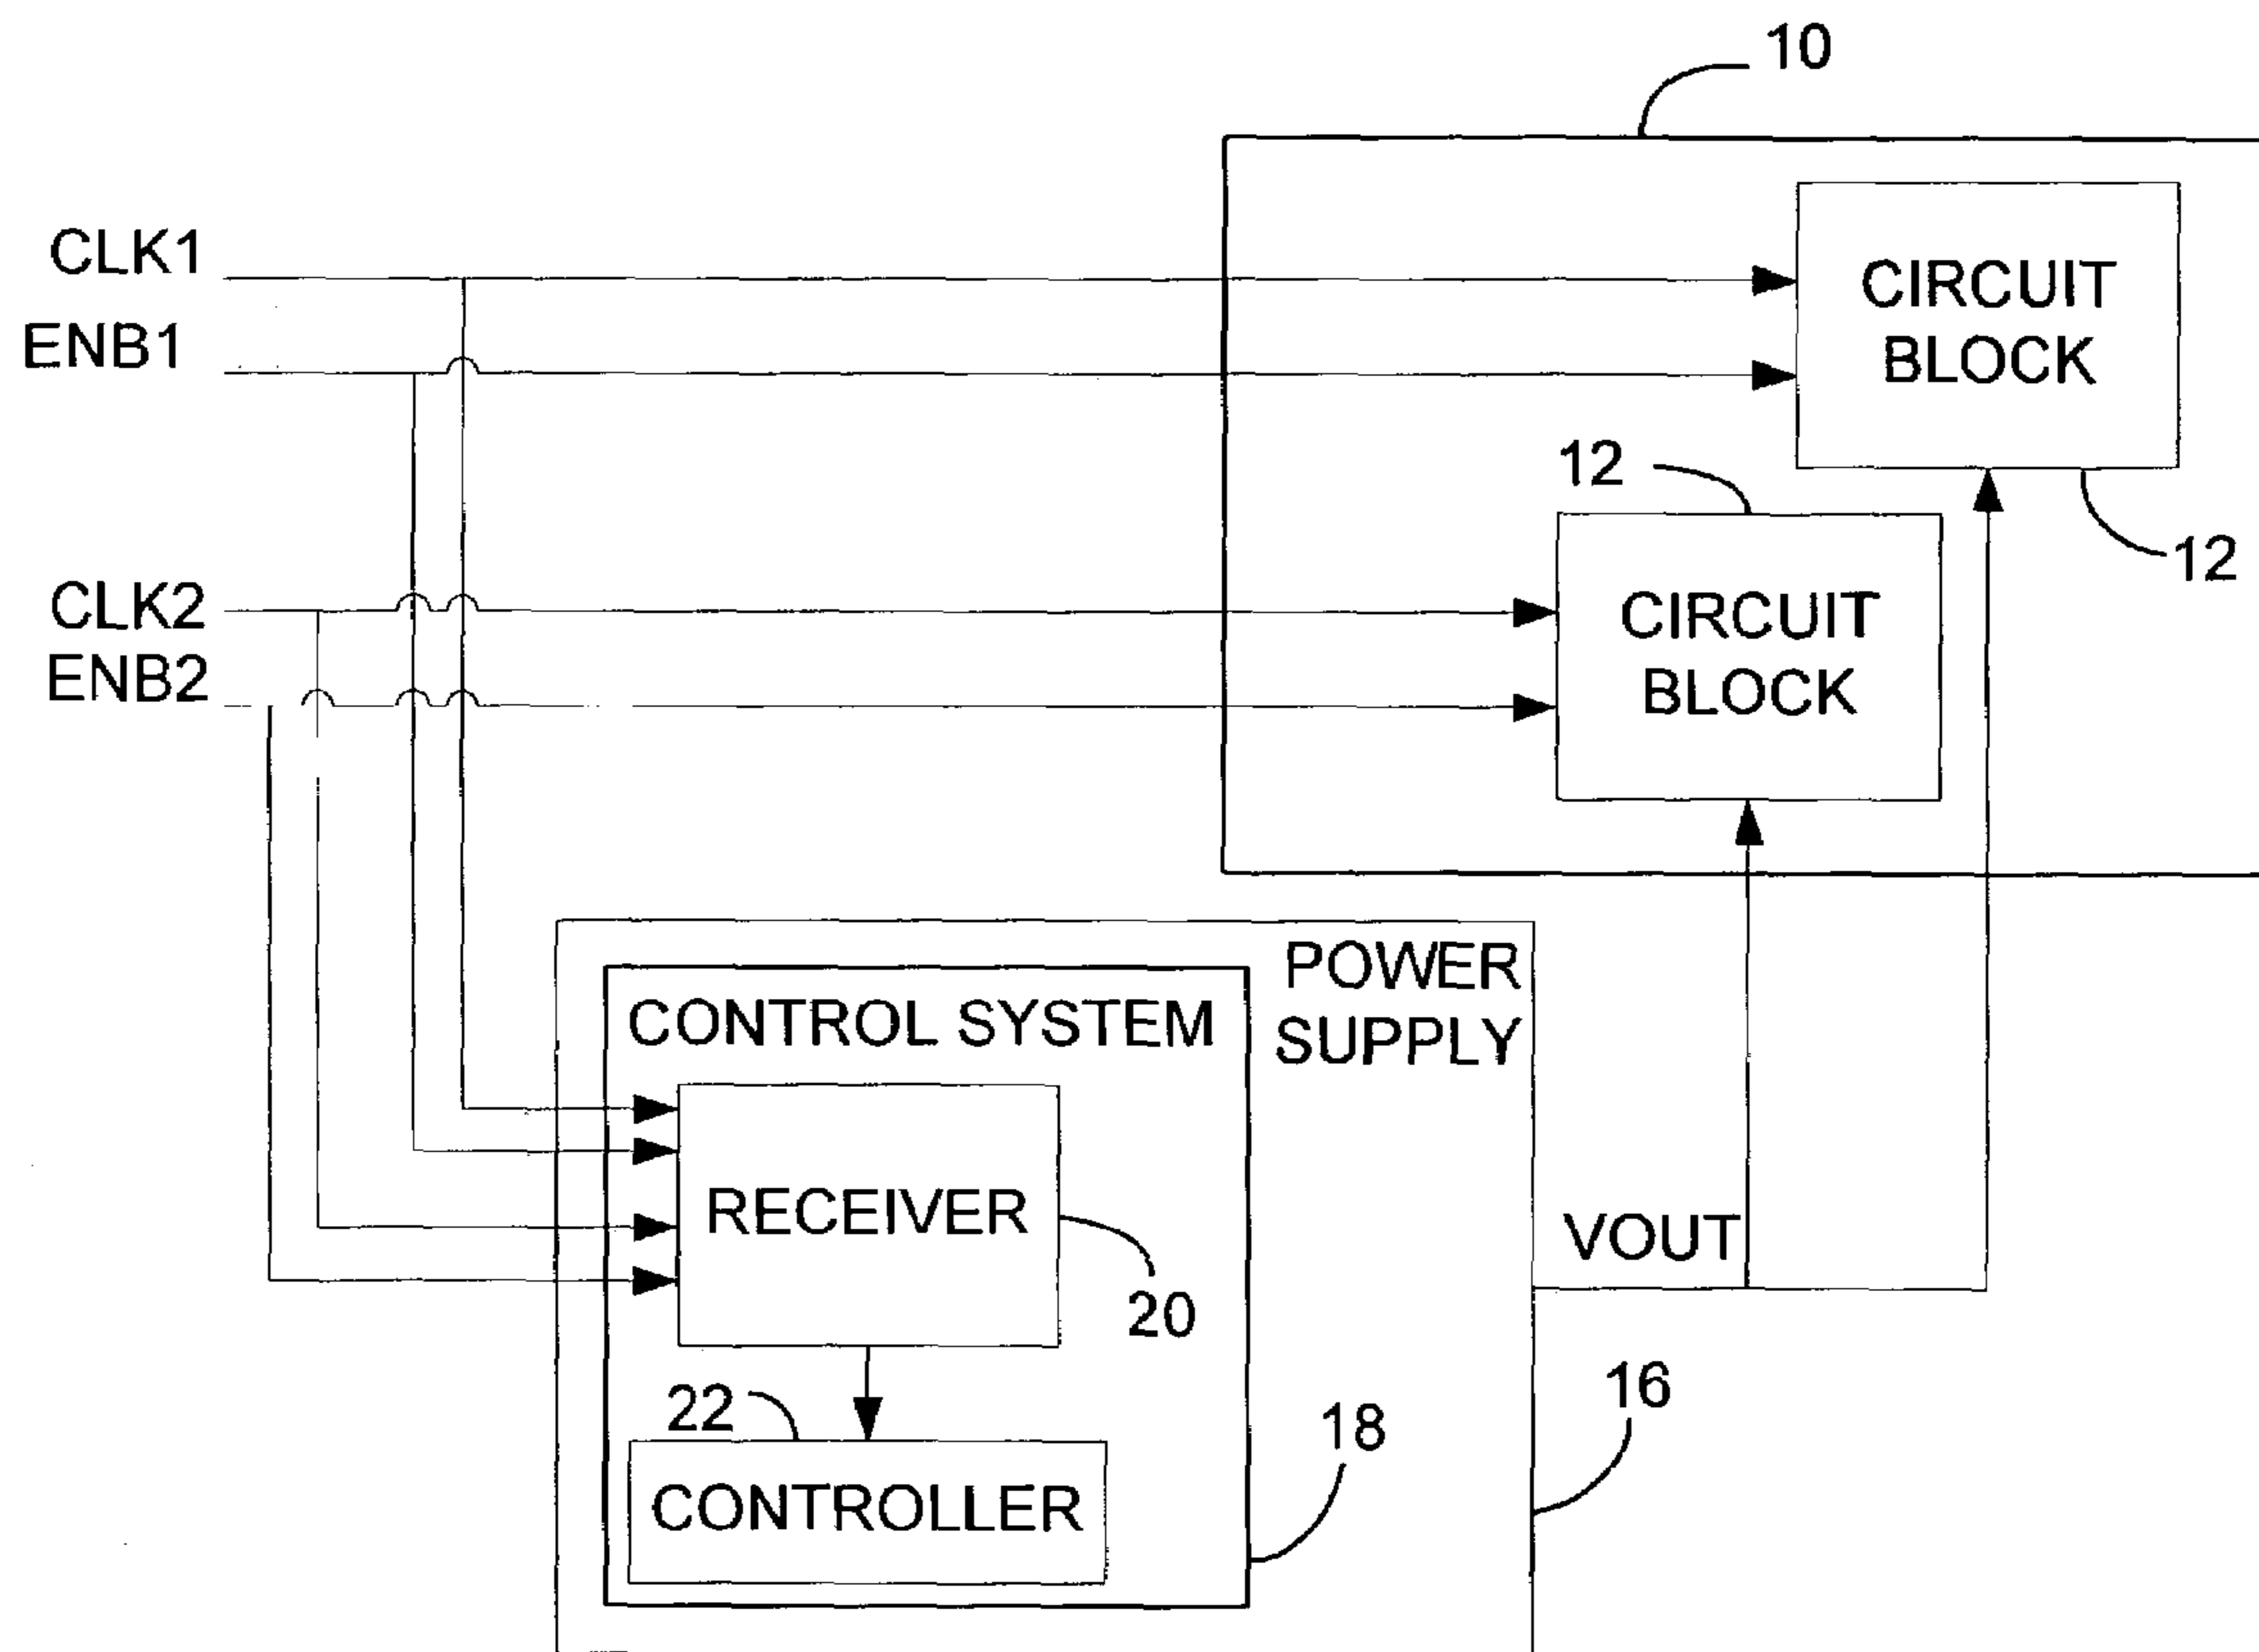 10
CLK1
ENB1
CIRCUIT
BLOCK
12
12
CLK2
ENB2
CIRCUIT
BLOCK
POWER
SUPPLY
CONTROL SYSTEM
RECEIVER
VOUT
20
16
22
18
CONTROLLER